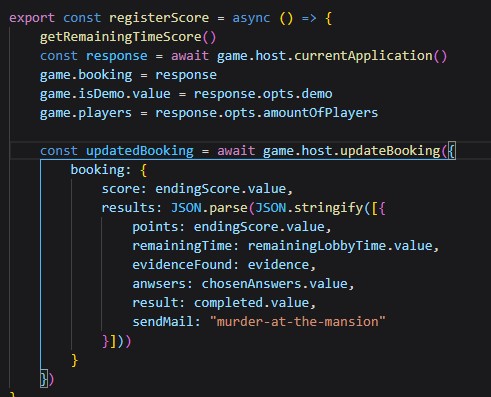 export const registerScore = async () => {
getRemainingTimeScore()
const response = await game.host.currentApplication()
game.booking = response
game.isDemo.value = response.opts.demo
game.players = response.opts.amountOfPlayers
const updatedBooking = await game.host.updateBooking({
booking: {
score: endingScore.value,
results: JSON.parse(JSON.stringify([{
points: endingScore.value,
remainingTime: remainingLobbyTime.value,
evidenceFound: evidence,
anwsers: chosenAnswers.value,
result: completed.value,
sendMail: "murder-at-the-mansion"
}]))
}
})
}